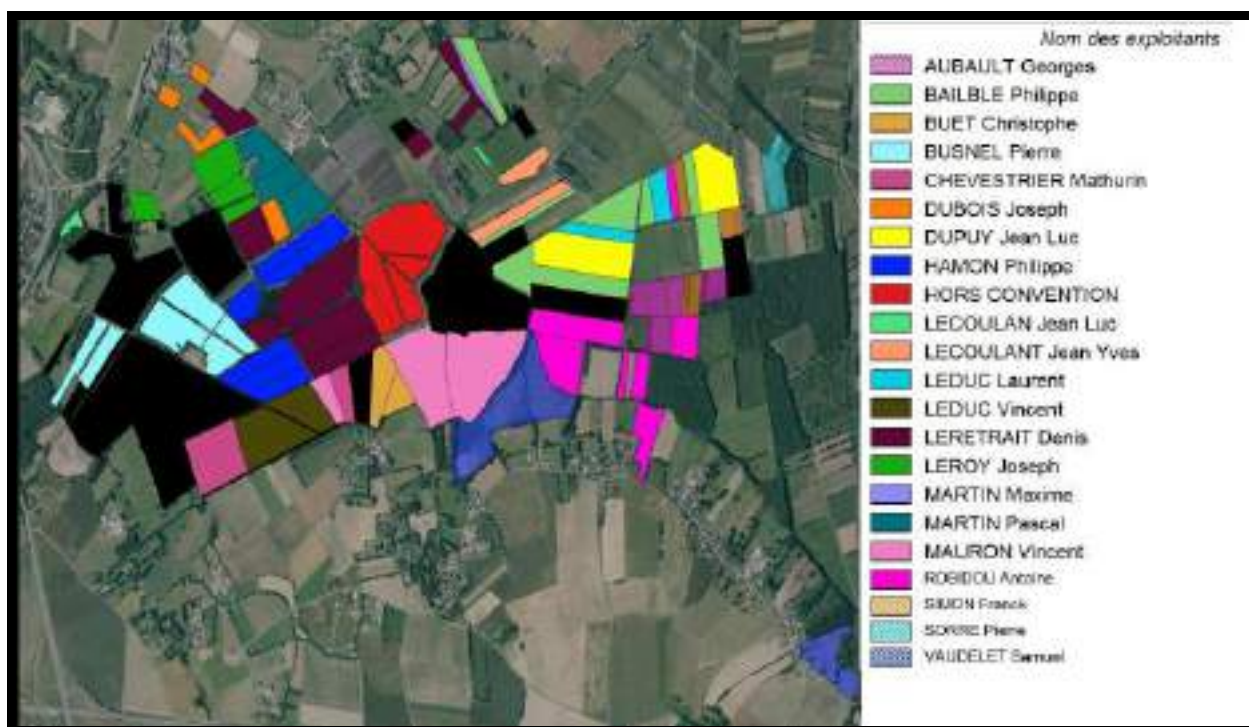 Nom des exploitants
AUBAULT Georges
BAILBLE Philippe
BUET Christophe
BUSNEL Pierre
CHEVESTRIER Mathurin
DUBOIS Joseph
DUPUY Jean Luc
HAMON Philippe
HORS CONVENTION
LECOULAN Jean Luc
LECOULANT Jean Yves
LEDUC Laurent
LEDUC Vincent
LERETRAIT Denis
LEROY Joseph
MARTIN Maxime
MARTIN Pascal
MAURON Vincent
ROBIDOU Antoine
SIMON Franck
SORRE Pierre
VAUDELET Samuel